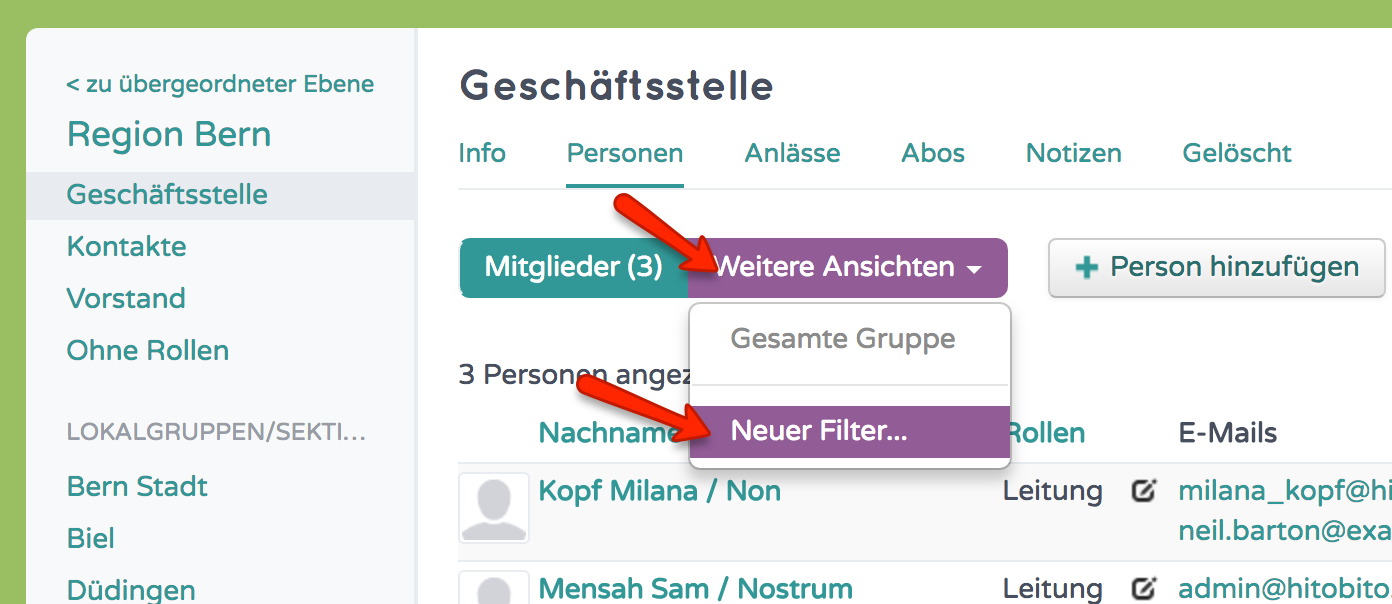 < zu übergeordneter Ebene
Region Bern
Geschäftsstelle
Kontakte
Vorstand
Ohne Rollen
LOKALGRUPPEN/SEKTI...
Bern Stadt
Biel
Düdingen
Geschäftsstelle
Info Personen Anlässe Abos Notizen Gelöscht
Mitglieder (3) Weitere Ansichten Person hinzufügen
Gesamte Gruppe
3 Personen angez
Neuer Filter...
Nachname Rollen E-Mails
Kopf Milana / Non Leitung milana_kopf@hi
neil.barton@exa
Mensah Sam / Nostrum Leitung admin@hitobito.